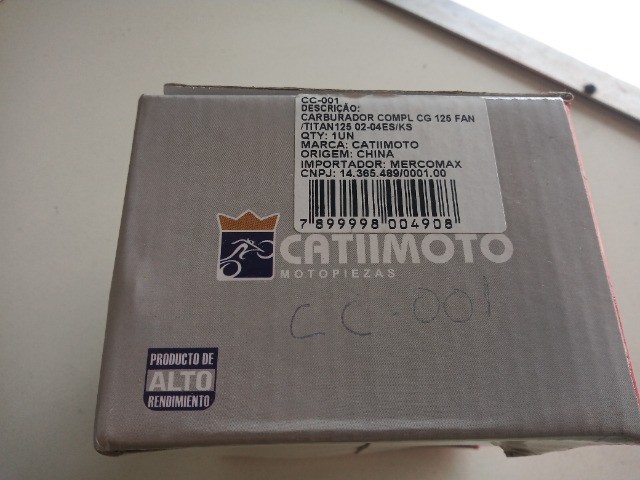 CC-001
DESCRIÇÃO:
CARBURADOR COMPL CG 125 FAN
/TITAN125 02-04ES/KS
QTY: 1UN
MARCA: CATIIMOTO
ORIGEM: CHINA
IMPORTADOR: MERCOMAX
CNPJ: 14.365.489/0001.00
7 899998 004908
CATIIMOTO
MOTOPIEZAS
CC-001
PRODUCTO DE
ALTO
RENDIMIENTO